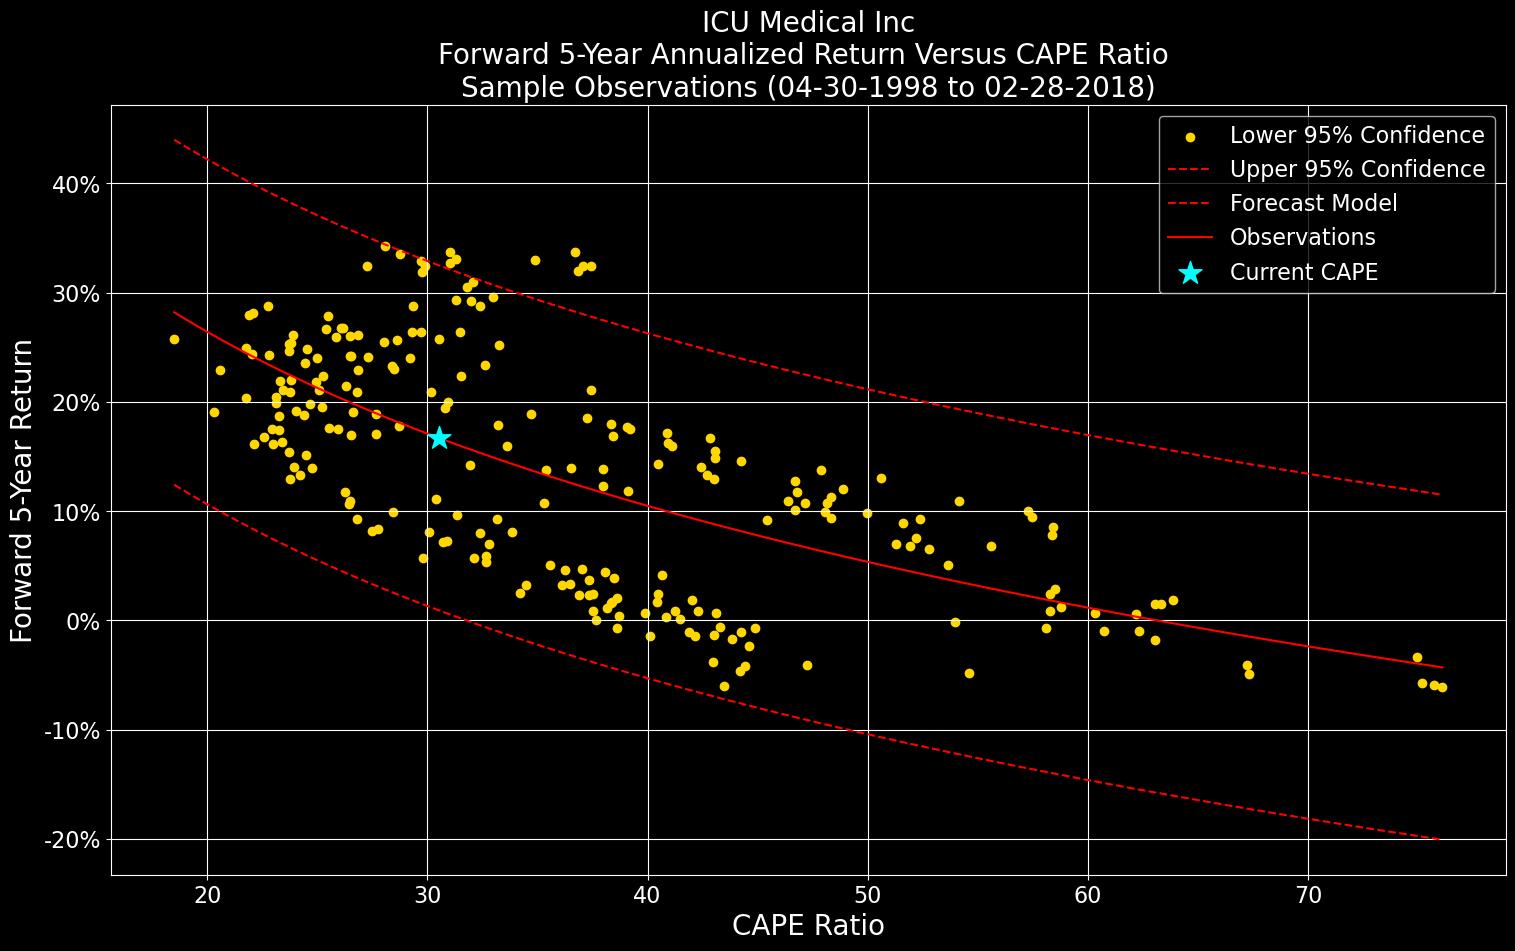 ICU Medical Inc
Forward 5-Year Annualized Return Versus CAPE Ratio
Sample Observations (04-30-1998 to 02-28-2018)
Lower 95% Confidence
Upper 95% Confidence
Forecast Model
Observations
Current CAPE
Forward 5-Year Return
40%
30%
20%
10%
0%
-10%
-20%
20
30
40
50
60
70
CAPE Ratio